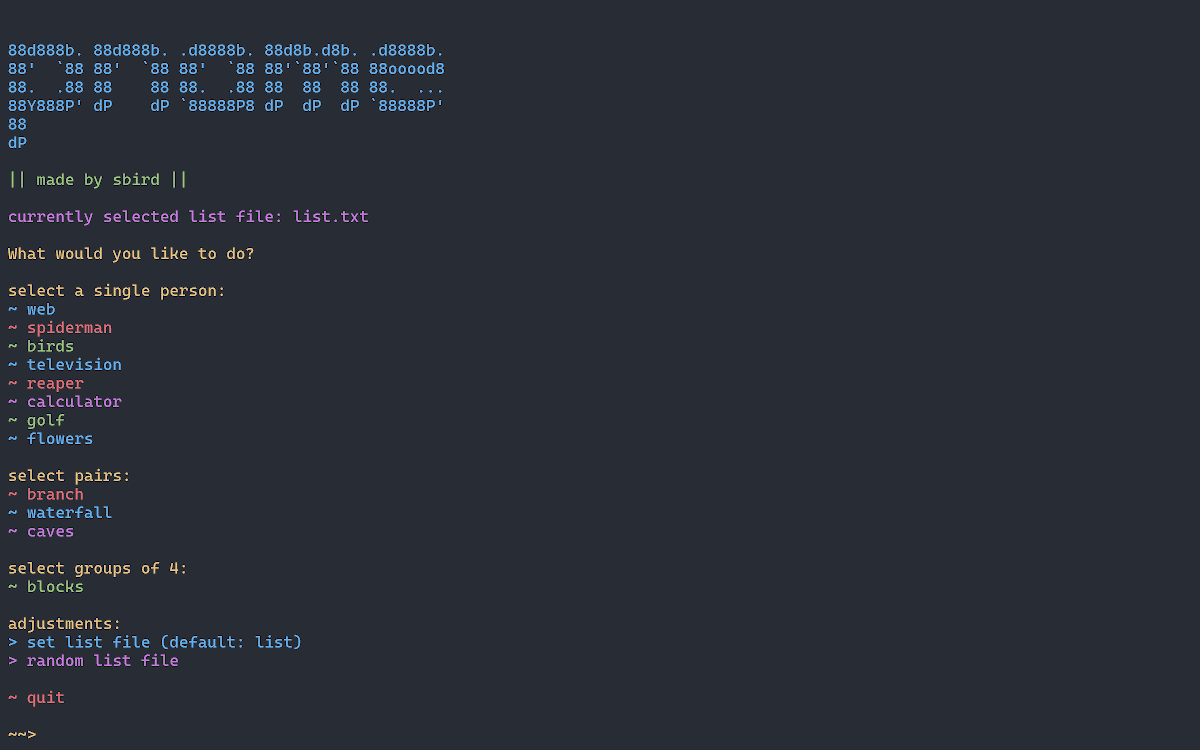 88d888b. 88d888b. .d8888b. 88d8b.d8b. .d8888b.
88'  `88 88'  `88 88'  `88 88'`88'`88 88ooood8
88.  .88 88    88 88.  .88 88  88  88 88.  ...
88Y888P' dP    dP `88888P8 dP  dP  dP `88888P'
88
dP
|| made by sbird ||
currently selected list file: list.txt
What would you like to do?
select a single person:
~ web
~ spiderman
~ birds
~ television
~ reaper
~ calculator
~ golf
~ flowers
select pairs:
~ branch
~ waterfall
~ caves
select groups of 4:
~ blocks
adjustments:
> set list file (default: list)
> random list file
~ quit
~~>